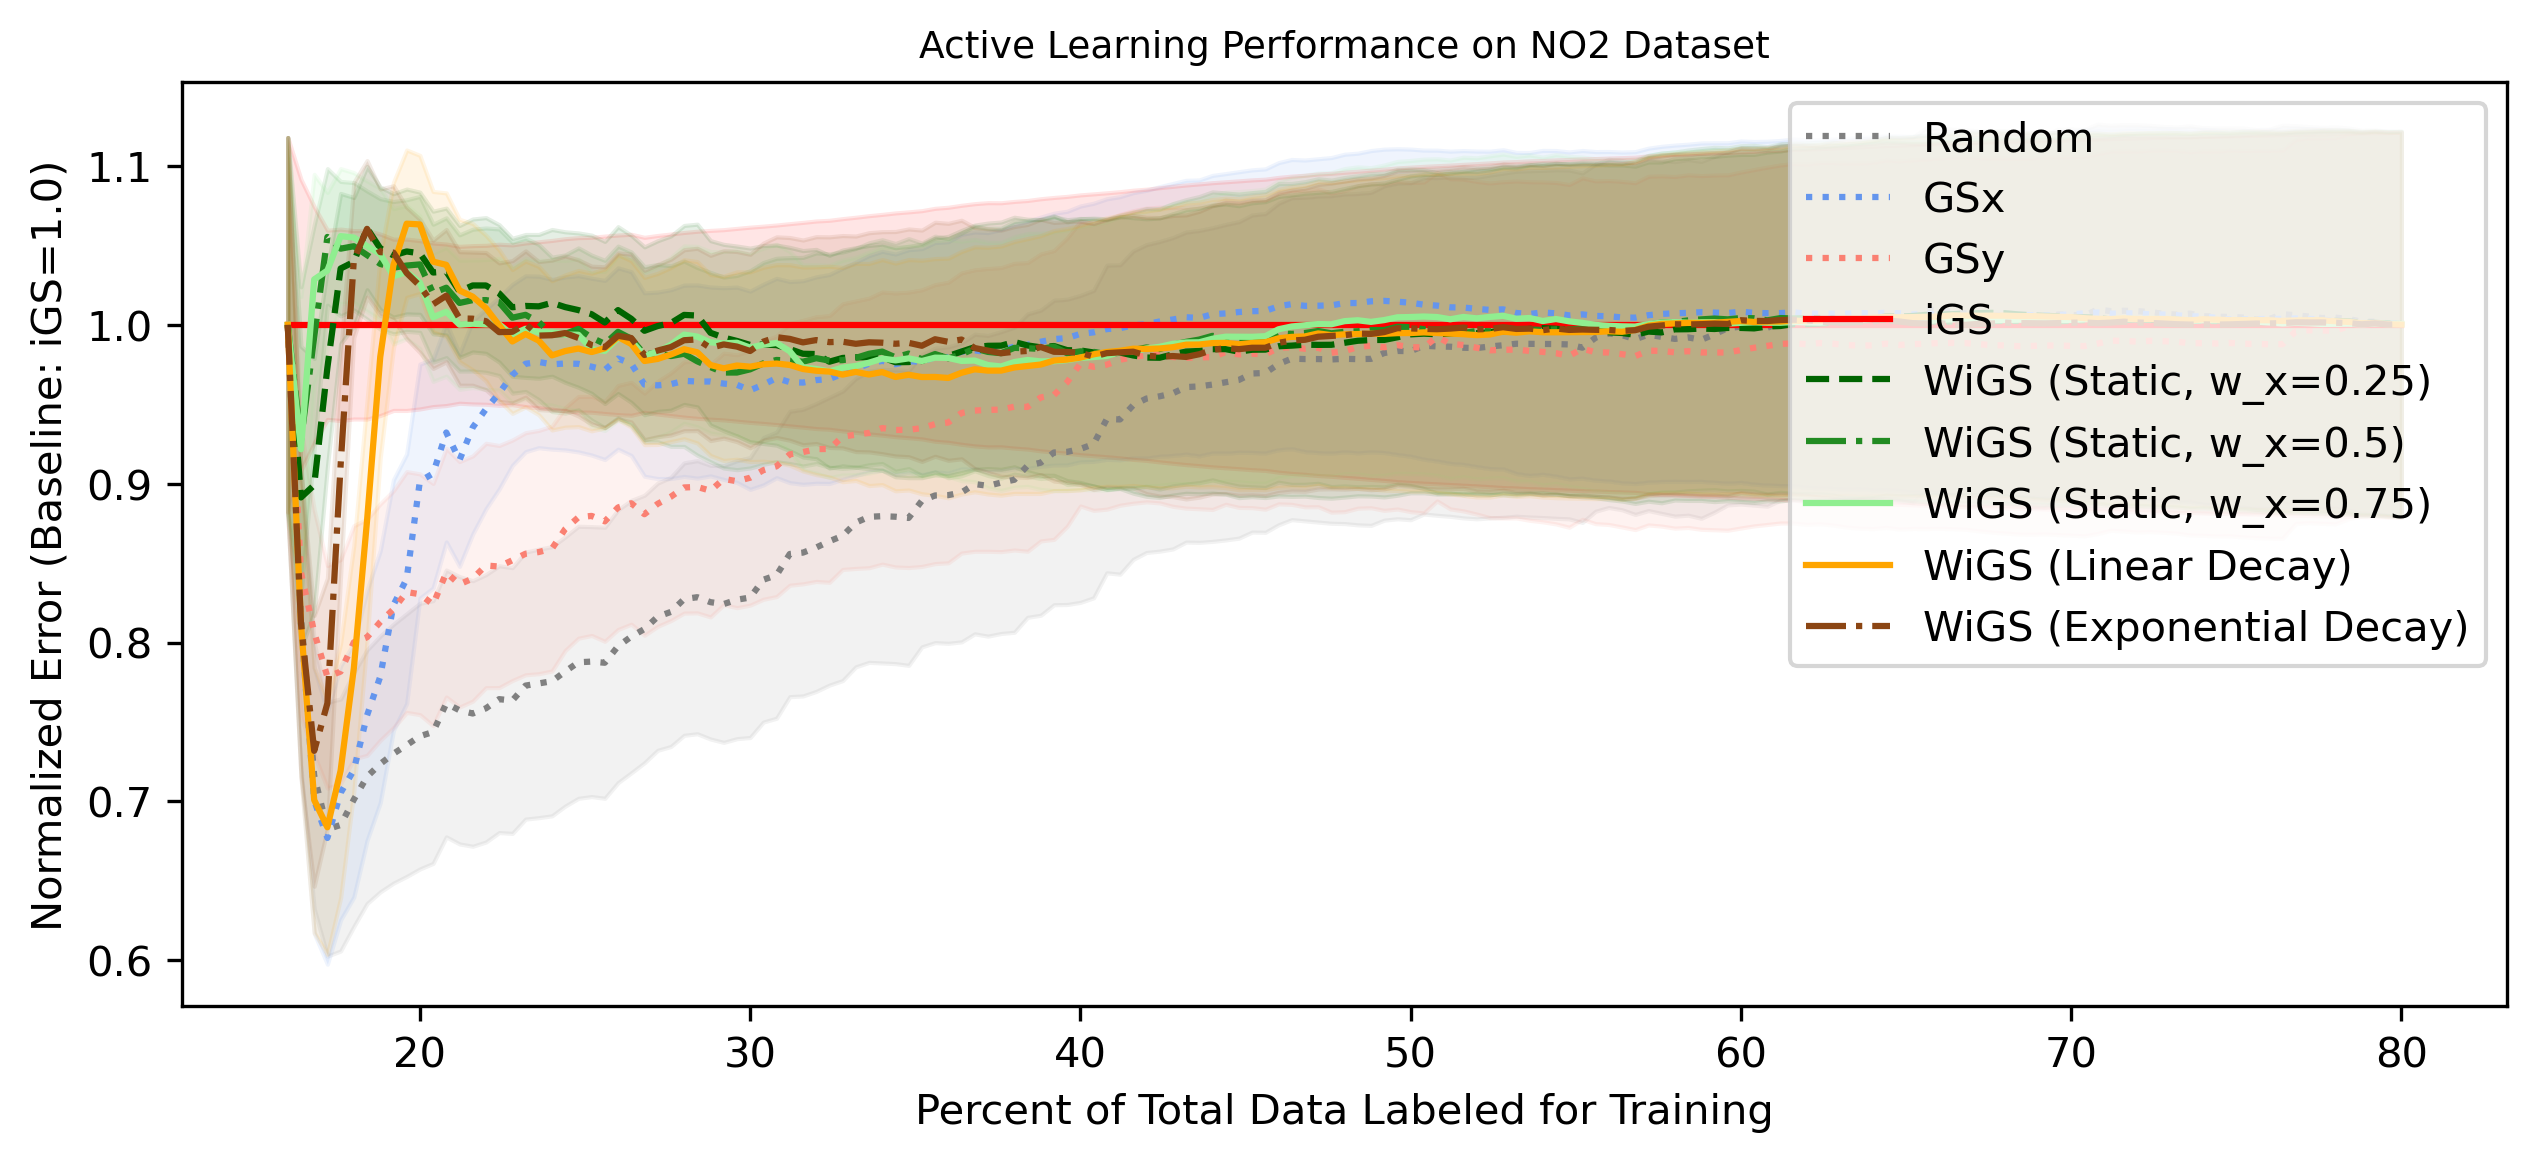 Active Learning Performance on NO2 Dataset
Normalized Error (Baseline: iGS=1.0)
1.1
1.0
0.9
0.8
0.7
0.6
Random
GSx
GSy
iGS
WiGS (Static, w_x=0.25)
WiGS (Static, w_x=0.5)
WiGS (Static, w_x=0.75)
WiGS (Linear Decay)
WiGS (Exponential Decay)
20 30 40 50 60 70 80
Percent of Total Data Labeled for Training